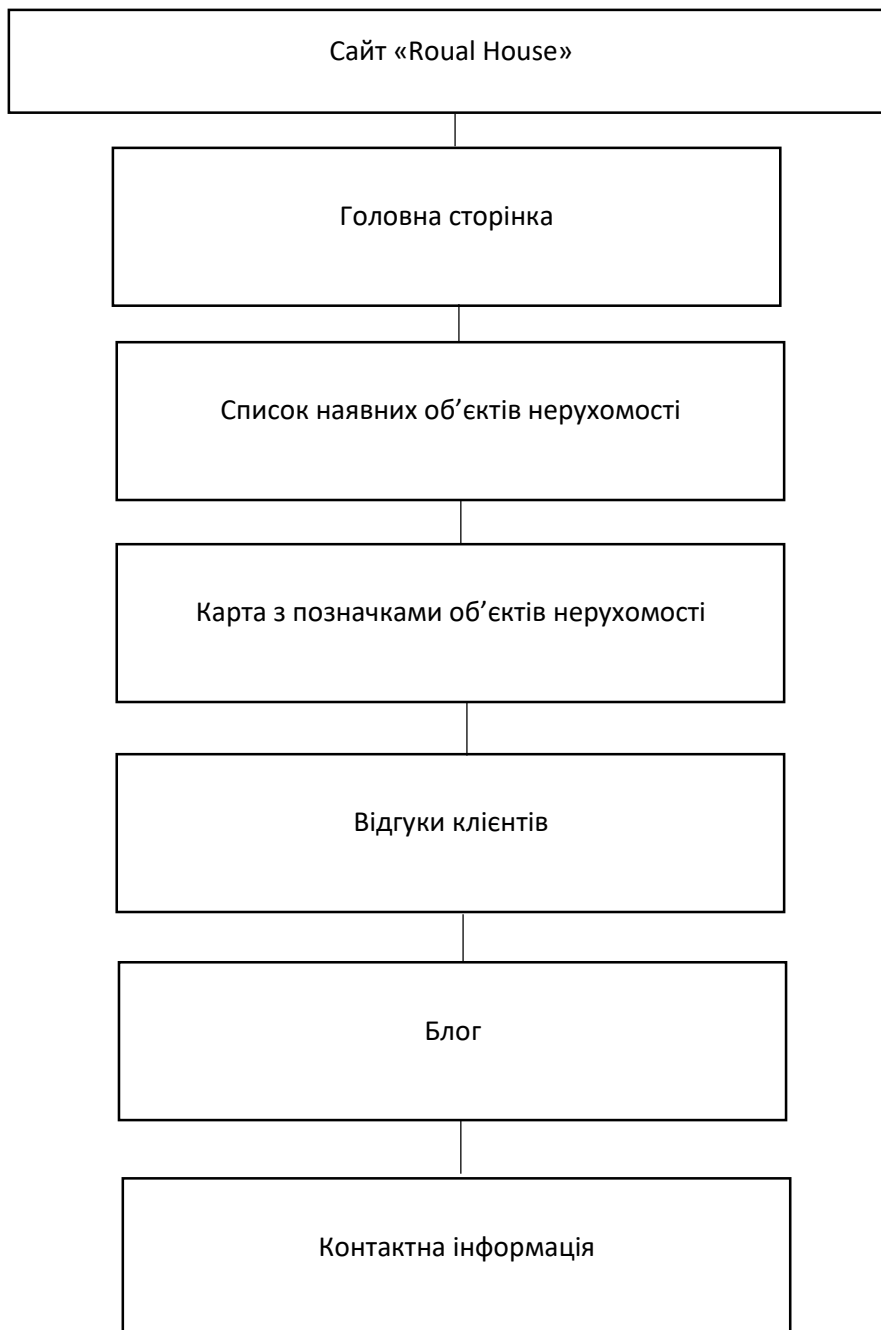 Сайт «Roual House»
Головна сторінка
Список наявних об’єктів нерухомості
Карта з позначками об’єктів нерухомості
Відгуки клієнтів
Блог
Контактна інформація